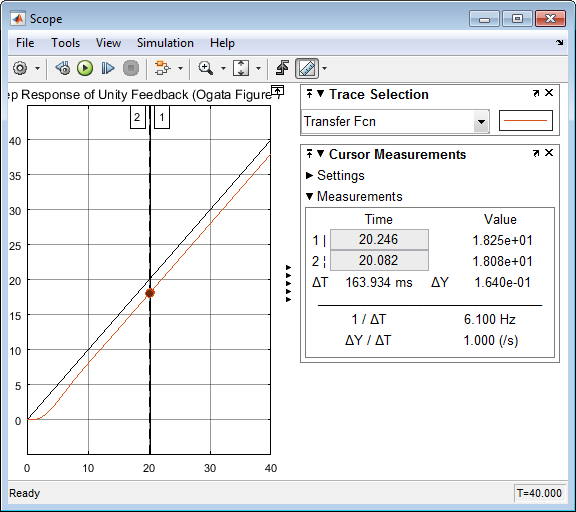 Scope
File Tools View Simulation Help
ep Response of Unity Feedback (Ogata Figure 7
2 1
40
35
30
25
20
15
10
5
0
0 10 20 30 40
Trace Selection
Transfer Fcn
Cursor Measurements
Settings
Measurements
Time Value
1 | 20.246 1.825e+01
2 ¦ 20.082 1.808e+01
ΔT 163.934 ms ΔY 1.640e-01
1 / ΔT 6.100 Hz
ΔY / ΔT 1.000 (/s)
Ready T=40.000